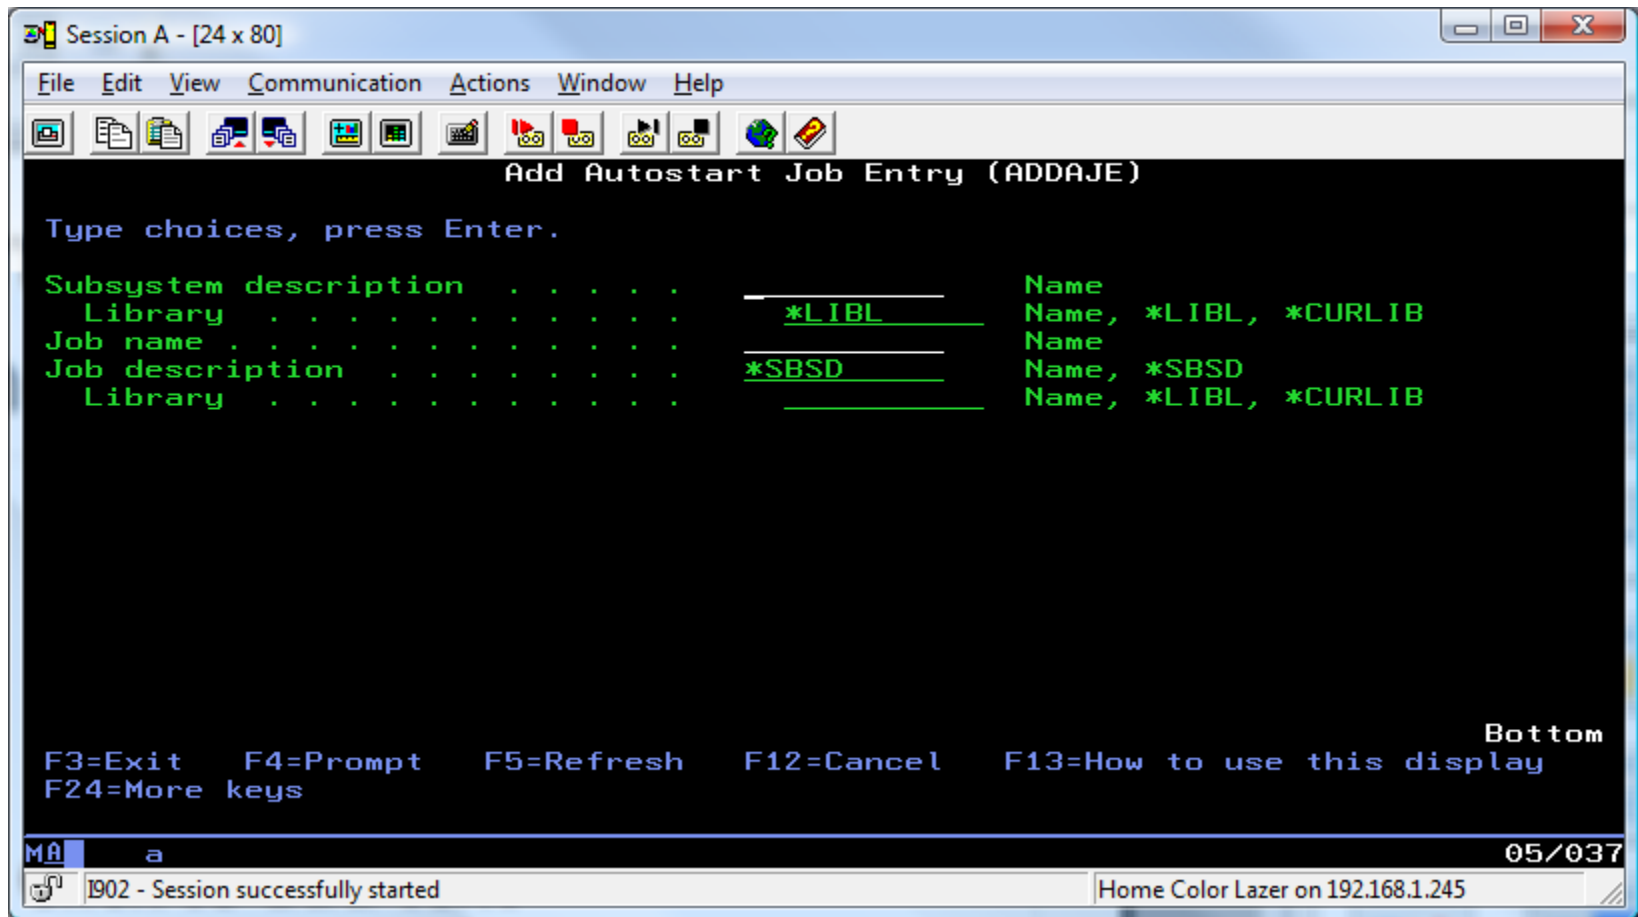 Session A - [24 x 80]
File Edit View Communication Actions Window Help
Add Autostart Job Entry (ADDAJE)
Type choices, press Enter.
Subsystem description . . . . . Name
Library . . . . . . . . . . . *LIBL Name, *LIBL, *CURLIB
Job name . . . . . . . . . . . . Name
Job description . . . . . . . . *SBSD Name, *SBSD
Library . . . . . . . . . . . Name, *LIBL, *CURLIB
Bottom
F3=Exit F4=Prompt F5=Refresh F12=Cancel F13=How to use this display
F24=More keys
MA a 05/037
I902 - Session successfully started Home Color Lazer on 192.168.1.245